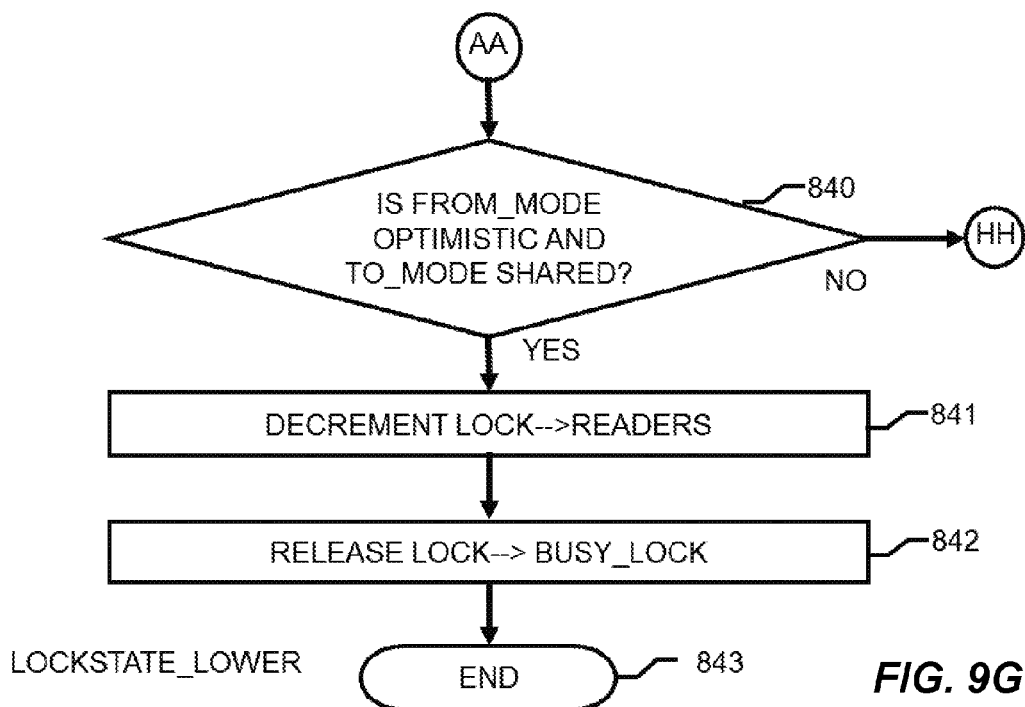 AA
840
IS FROM_MODE
OPTIMISTIC AND
TO_MODE SHARED?
HH
NO
YES
DECREMENT LOCK-->READERS
841
RELEASE LOCK--> BUSY_LOCK
842
LOCKSTATE_LOWER
END
843
FIG. 9G